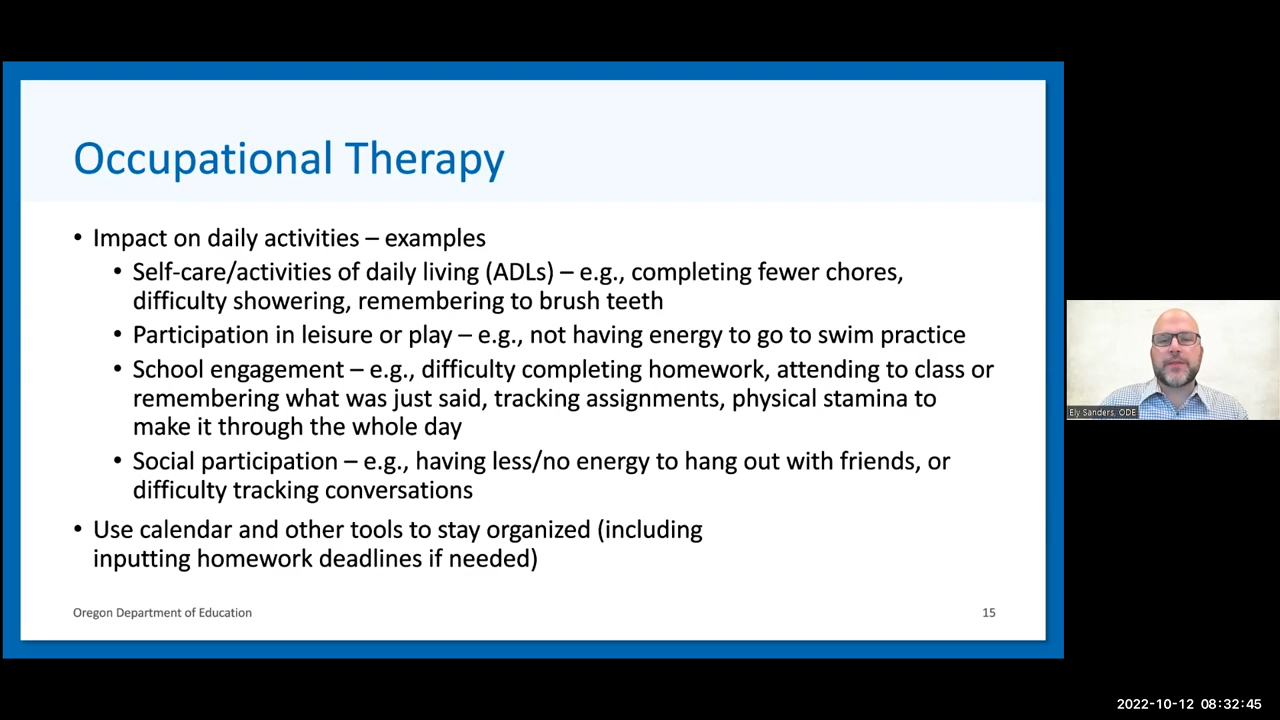 Occupational Therapy
• Impact on daily activities – examples
• Self-care/activities of daily living (ADLs) – e.g., completing fewer chores,
difficulty showering, remembering to brush teeth
• Participation in leisure or play – e.g., not having energy to go to swim practice
• School engagement – e.g., difficulty completing homework, attending to class or
remembering what was just said, tracking assignments, physical stamina to
make it through the whole day
• Social participation – e.g., having less/no energy to hang out with friends, or
difficulty tracking conversations
• Use calendar and other tools to stay organized (including
inputting homework deadlines if needed)
Oregon Department of Education
15
Ely Sanders, ODE
2022-10-12 08:32:45